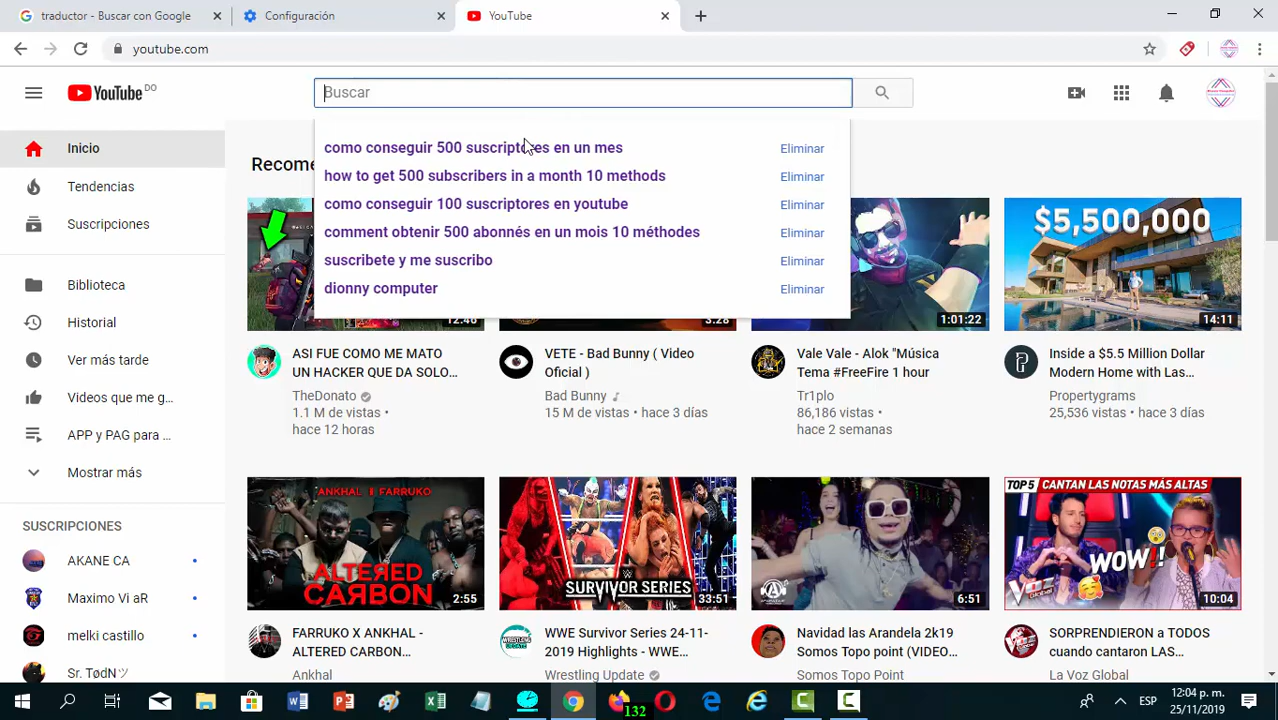 traductor - Buscar con Google
Configuración
YouTube
youtube.com
YouTube DO
Buscar
como conseguir 500 suscriptores en un mes Eliminar
how to get 500 subscribers in a month 10 methods Eliminar
como conseguir 100 suscriptores en youtube Eliminar
comment obtenir 500 abonnés en un mois 10 méthodes Eliminar
suscribete y me suscribo Eliminar
dionny computer Eliminar
Inicio
Tendencias
Suscripciones
Biblioteca
Historial
Ver más tarde
Videos que me g...
APP y PAG para ...
Mostrar más
SUSCRIPCIONES
AKANE CA
Maximo Vi aR
melki castillo
Sr. TødNツ
Recome
12:46
3:28
1:01:22
$5,500,000
14:11
ASI FUE COMO ME MATO
UN HACKER QUE DA SOLO...
TheDonato
1.1 M de vistas •
hace 12 horas
VETE - Bad Bunny ( Video
Oficial )
Bad Bunny
15 M de vistas • hace 3 días
Vale Vale - Alok "Música
Tema #FreeFire 1 hour
Tr1plo
86,186 vistas •
hace 2 semanas
Inside a $5.5 Million Dollar
Modern Home with Las...
Propertygrams
25,536 vistas • hace 3 días
ANKHAL FARRUKO
ALTERED
CARBON
2:55
SURVIVOR SERIES
33:51
6:51
TOP 5 CANTAN LAS NOTAS MÁS ALTAS
WOW!!
La Voz
Global
10:04
FARRUKO X ANKHAL -
ALTERED CARBON...
Ankhal
WWE Survivor Series 24-11-
2019 Highlights - WWE...
Wrestling Update
Navidad las Arandela 2k19
Somos Topo point (VIDEO...
Somos Topo Point
SORPRENDIERON a TODOS
cuando cantaron LAS...
La Voz Global
132
ESP
12:04 p. m.
25/11/2019